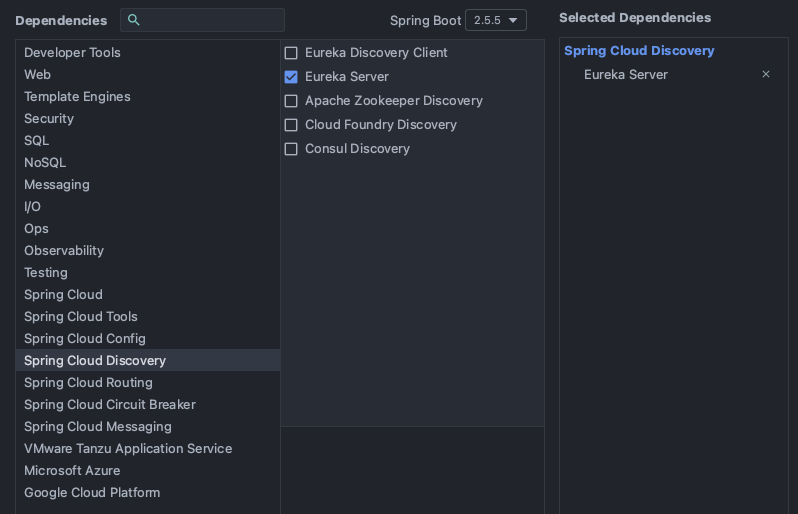 Dependencies
Spring Boot 2.5.5
Developer Tools
Web
Template Engines
Security
SQL
NoSQL
Messaging
I/O
Ops
Observability
Testing
Spring Cloud
Spring Cloud Tools
Spring Cloud Config
Spring Cloud Discovery
Spring Cloud Routing
Spring Cloud Circuit Breaker
Spring Cloud Messaging
VMware Tanzu Application Service
Microsoft Azure
Google Cloud Platform
Eureka Discovery Client
Eureka Server
Apache Zookeeper Discovery
Cloud Foundry Discovery
Consul Discovery
Selected Dependencies
Spring Cloud Discovery
Eureka Server